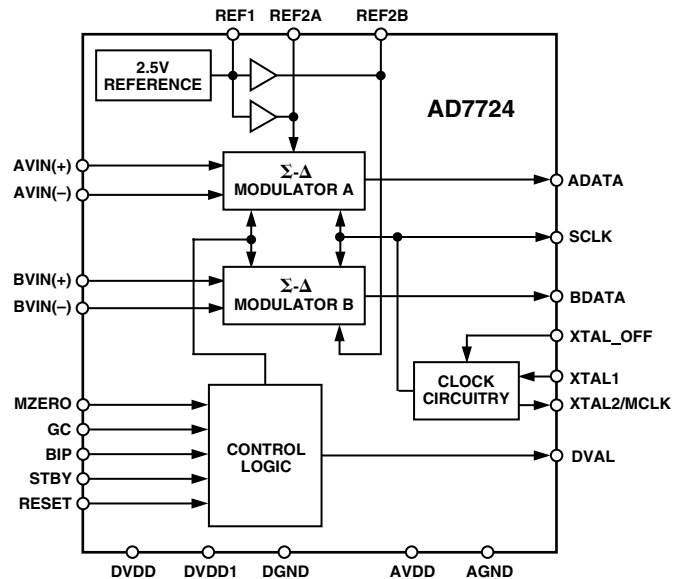 REF1 REF2A REF2B
2.5V
REFERENCE
AD7724
AVIN(+)
AVIN(–)
Σ-Δ
MODULATOR A
ADATA
SCLK
BVIN(+)
BVIN(–)
Σ-Δ
MODULATOR B
BDATA
XTAL_OFF
CLOCK
CIRCUITRY
XTAL1
XTAL2/MCLK
MZERO
GC
BIP
STBY
RESET
CONTROL
LOGIC
DVAL
DVDD DVDD1 DGND AVDD AGND